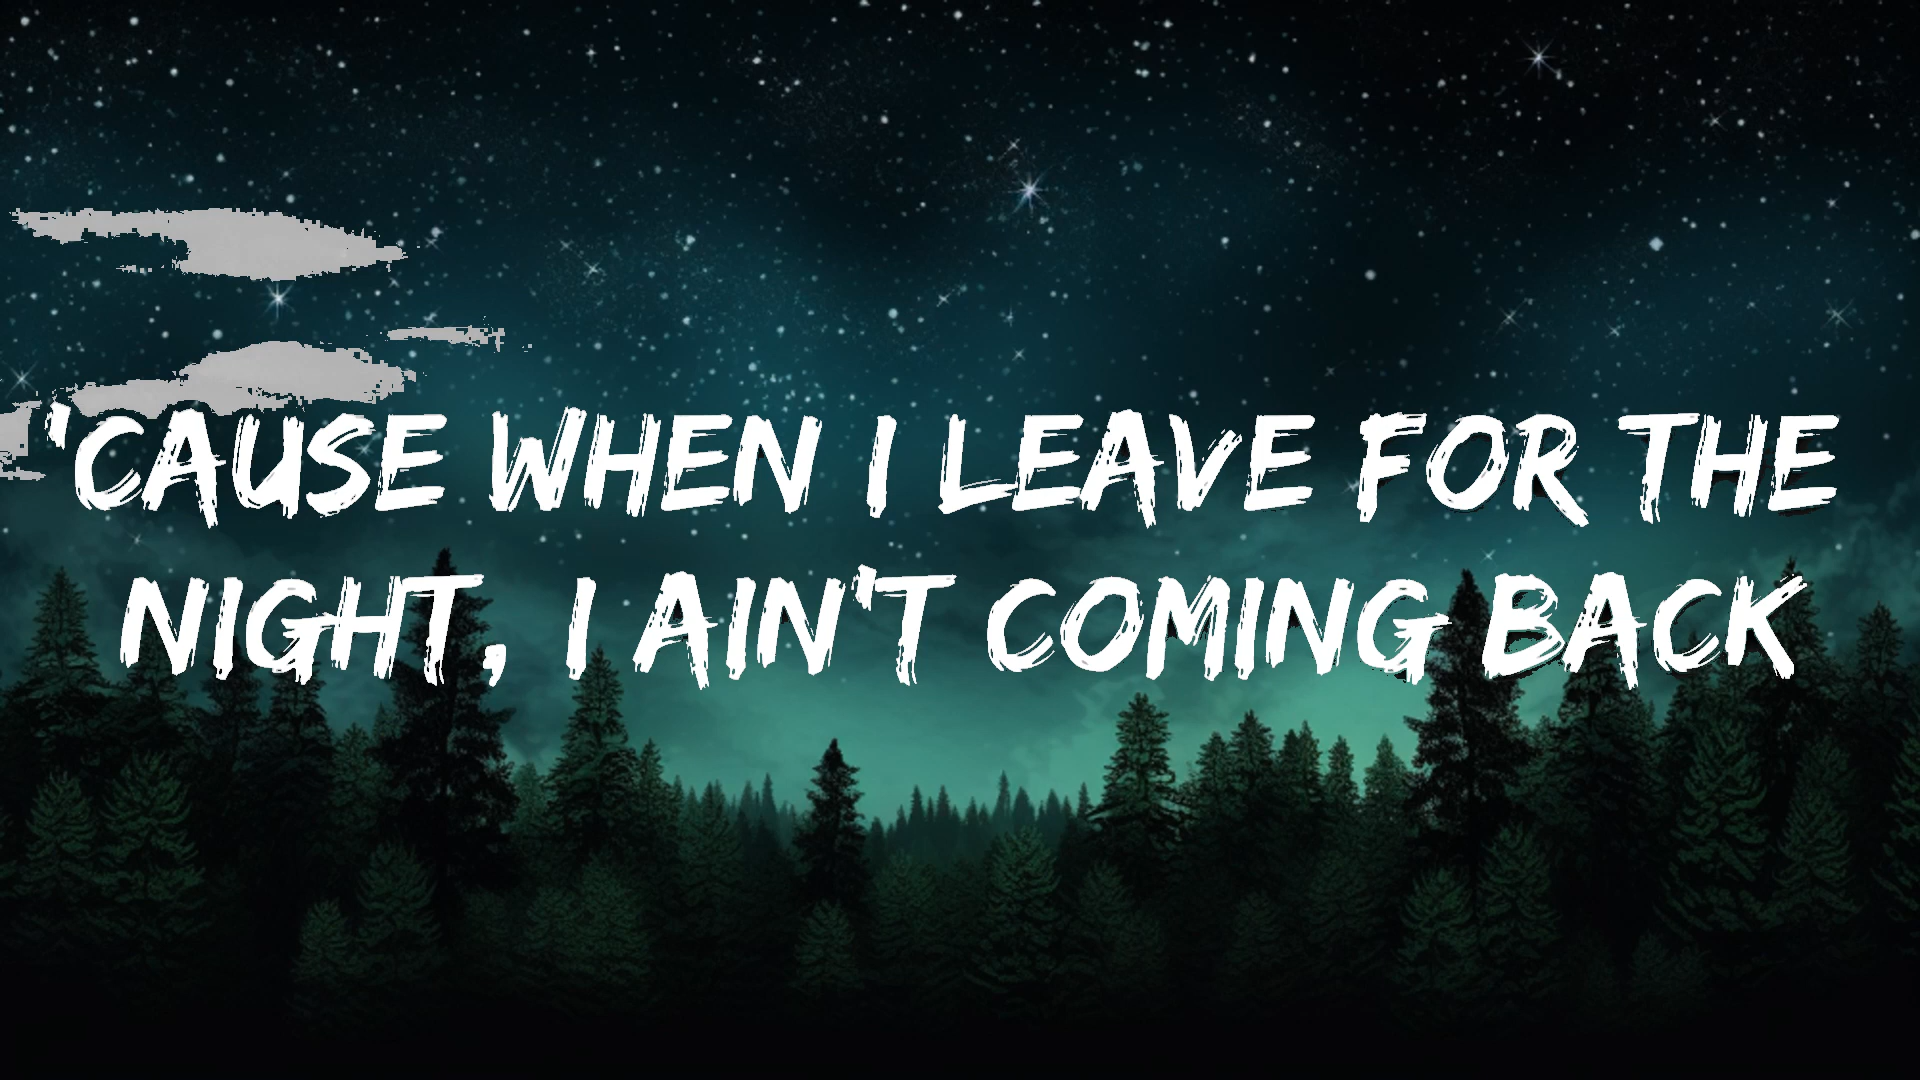 'CAUSE WHEN I LEAVE FOR THE
NIGHT, I AIN'T COMING BACK